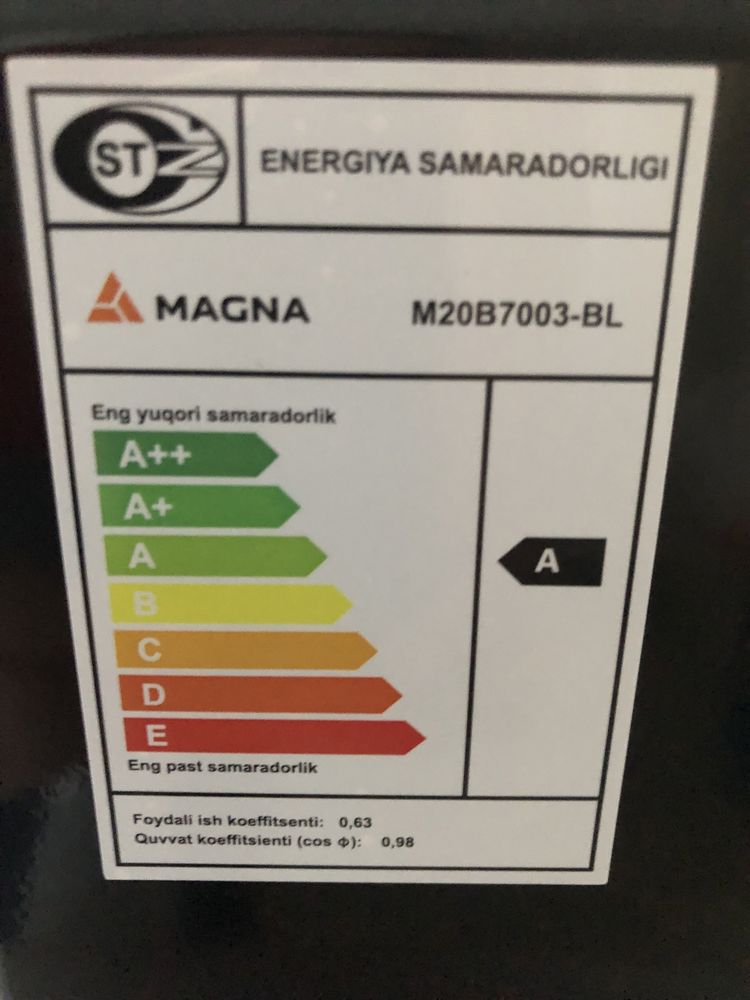 ST
ENERGIYA SAMARADORLIGI
MAGNA
M20B7003-BL
Eng yuqori samaradorlik
A++
A+
A
A
B
C
D
E
Eng past samaradorlik
Foydali ish koeffitsenti: 0,63
Quvvat koeffitsienti (cos Φ): 0,98